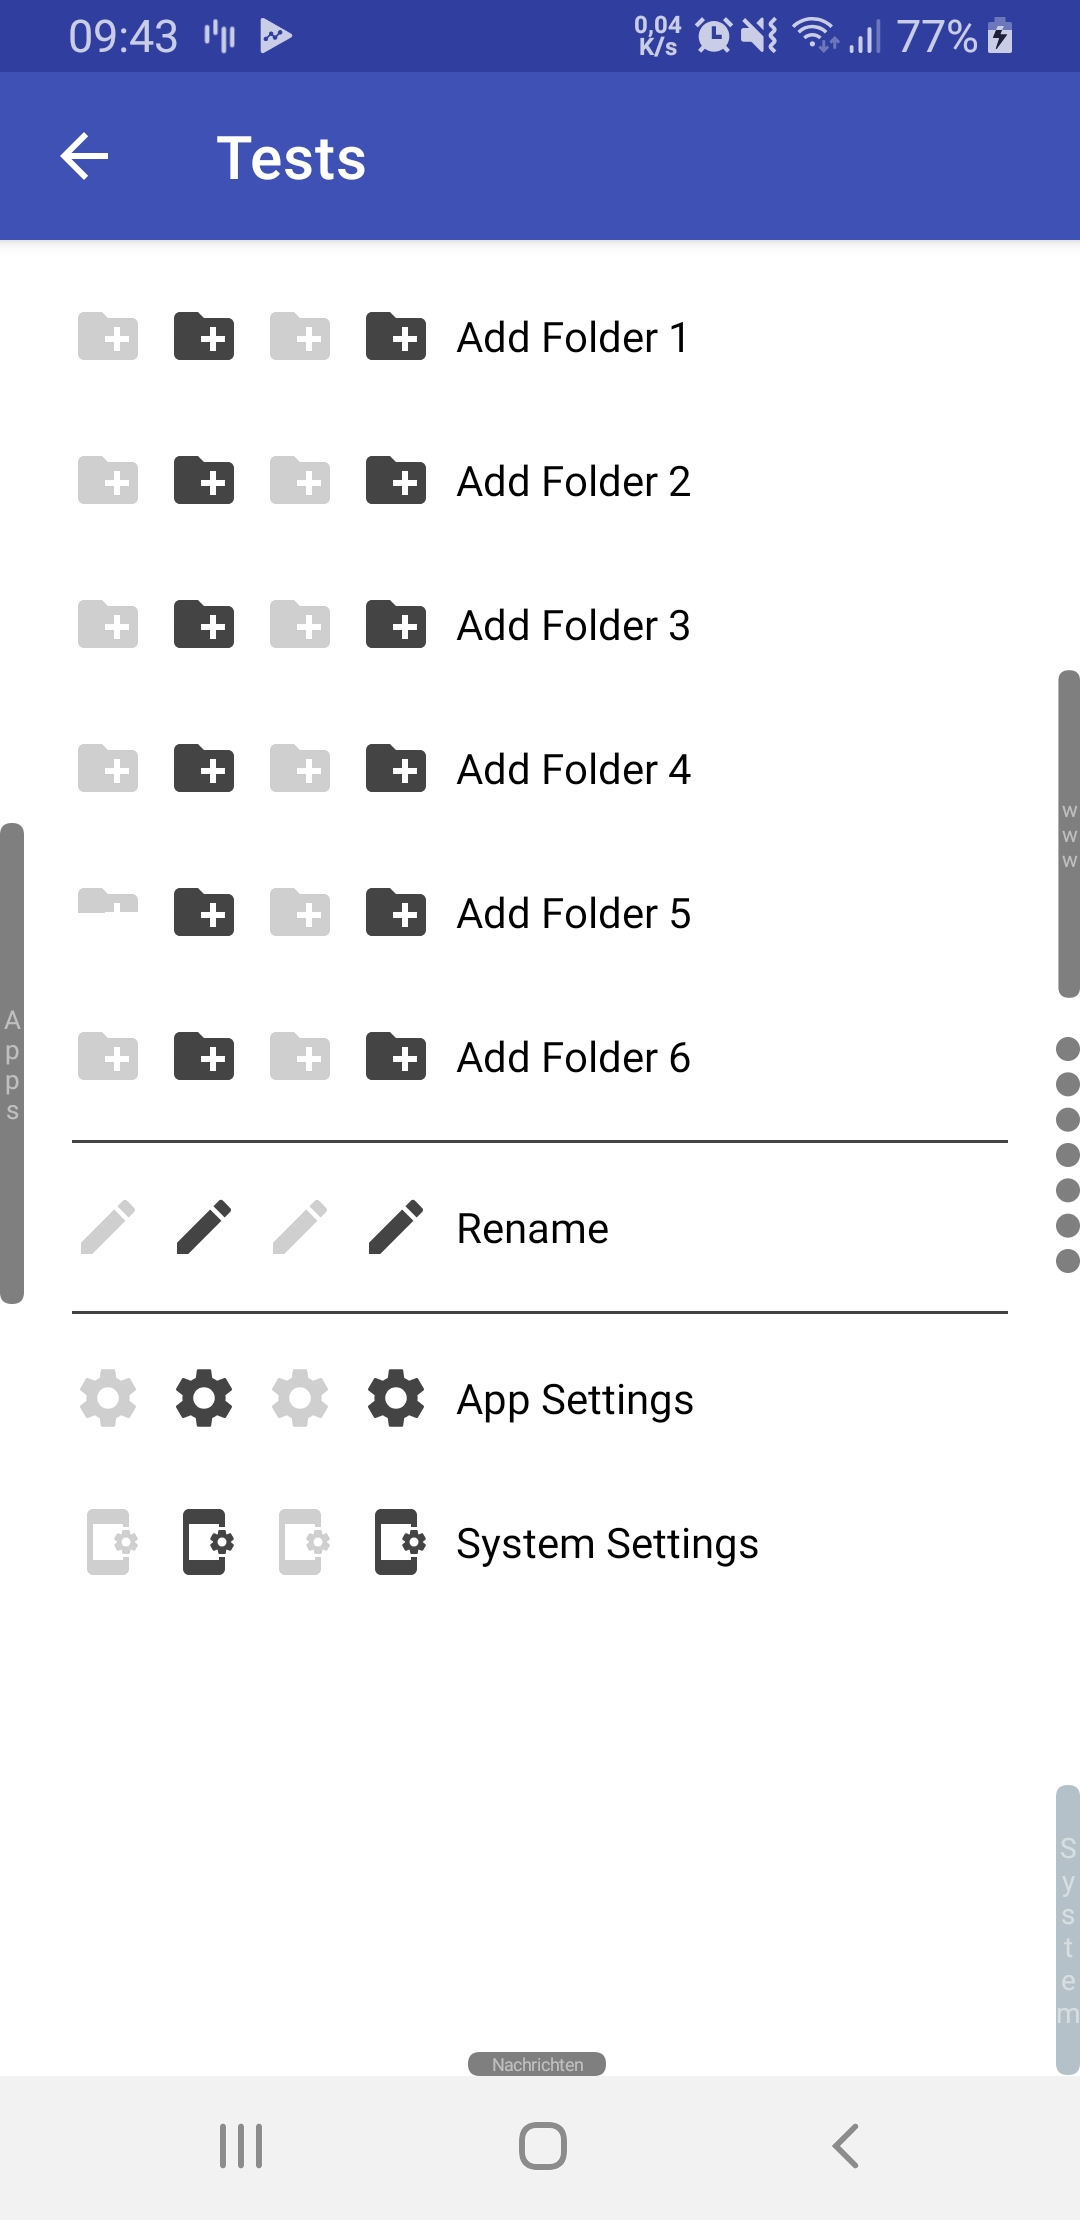 09:43
0,04
K/s
77%
Tests
Add Folder 1
Add Folder 2
Add Folder 3
Add Folder 4
Add Folder 5
Add Folder 6
Rename
App Settings
System Settings
www
Apps
System
Nachrichten